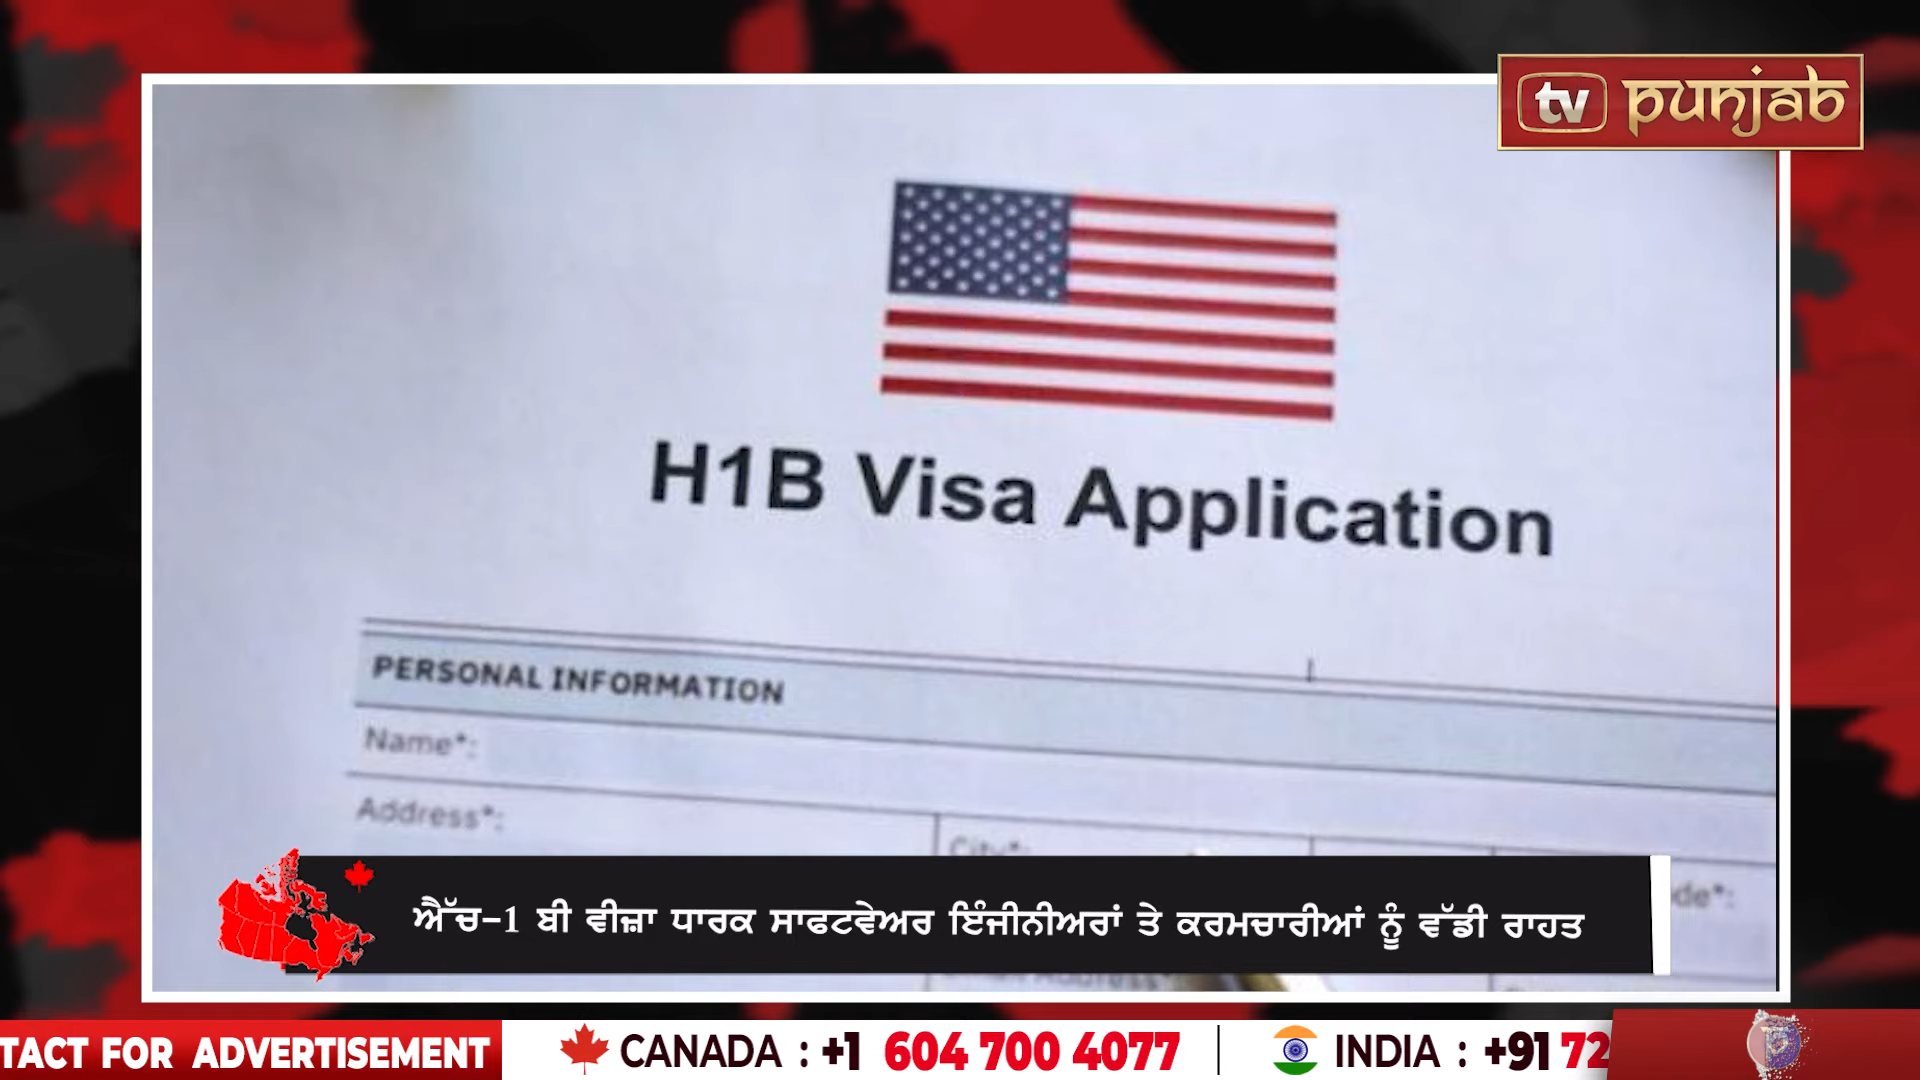 tv punjab
H1B Visa Application
PERSONAL INFORMATION
Name*:
Address*:
City*:
ਐੱਚ-1 ਬੀ ਵੀਜ਼ਾ ਧਾਰਕ ਸਾਫਟਵੇਅਰ ਇੰਜੀਨੀਅਰਾਂ ਤੇ ਕਰਮਚਾਰੀਆਂ ਨੂੰ ਵੱਡੀ ਰਾਹਤ
TACT FOR ADVERTISEMENT CANADA : +1 604 700 4077 | INDIA : +91 72